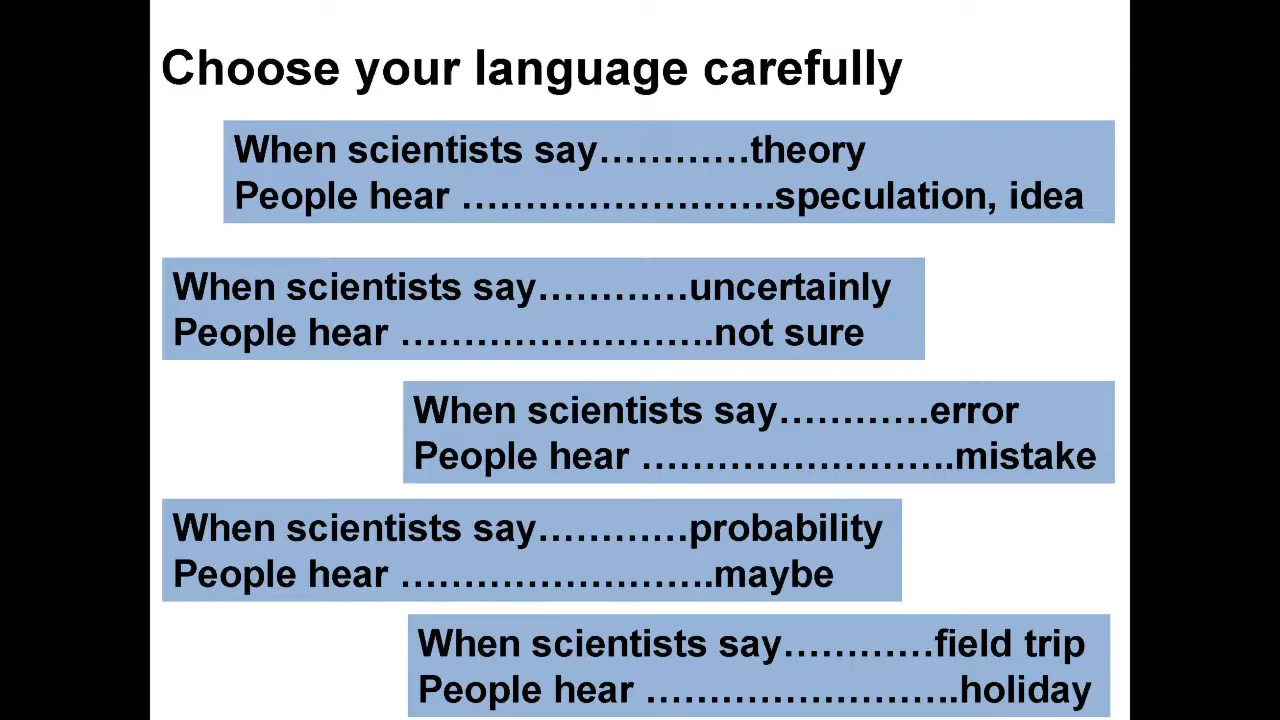 Choose your language carefully
When scientists say…………theory
People hear …………………….speculation, idea
When scientists say…………uncertainly
People hear …………………….not sure
When scientists say…………error
People hear …………………….mistake
When scientists say…………probability
People hear …………………….maybe
When scientists say…………field trip
People hear …………………….holiday